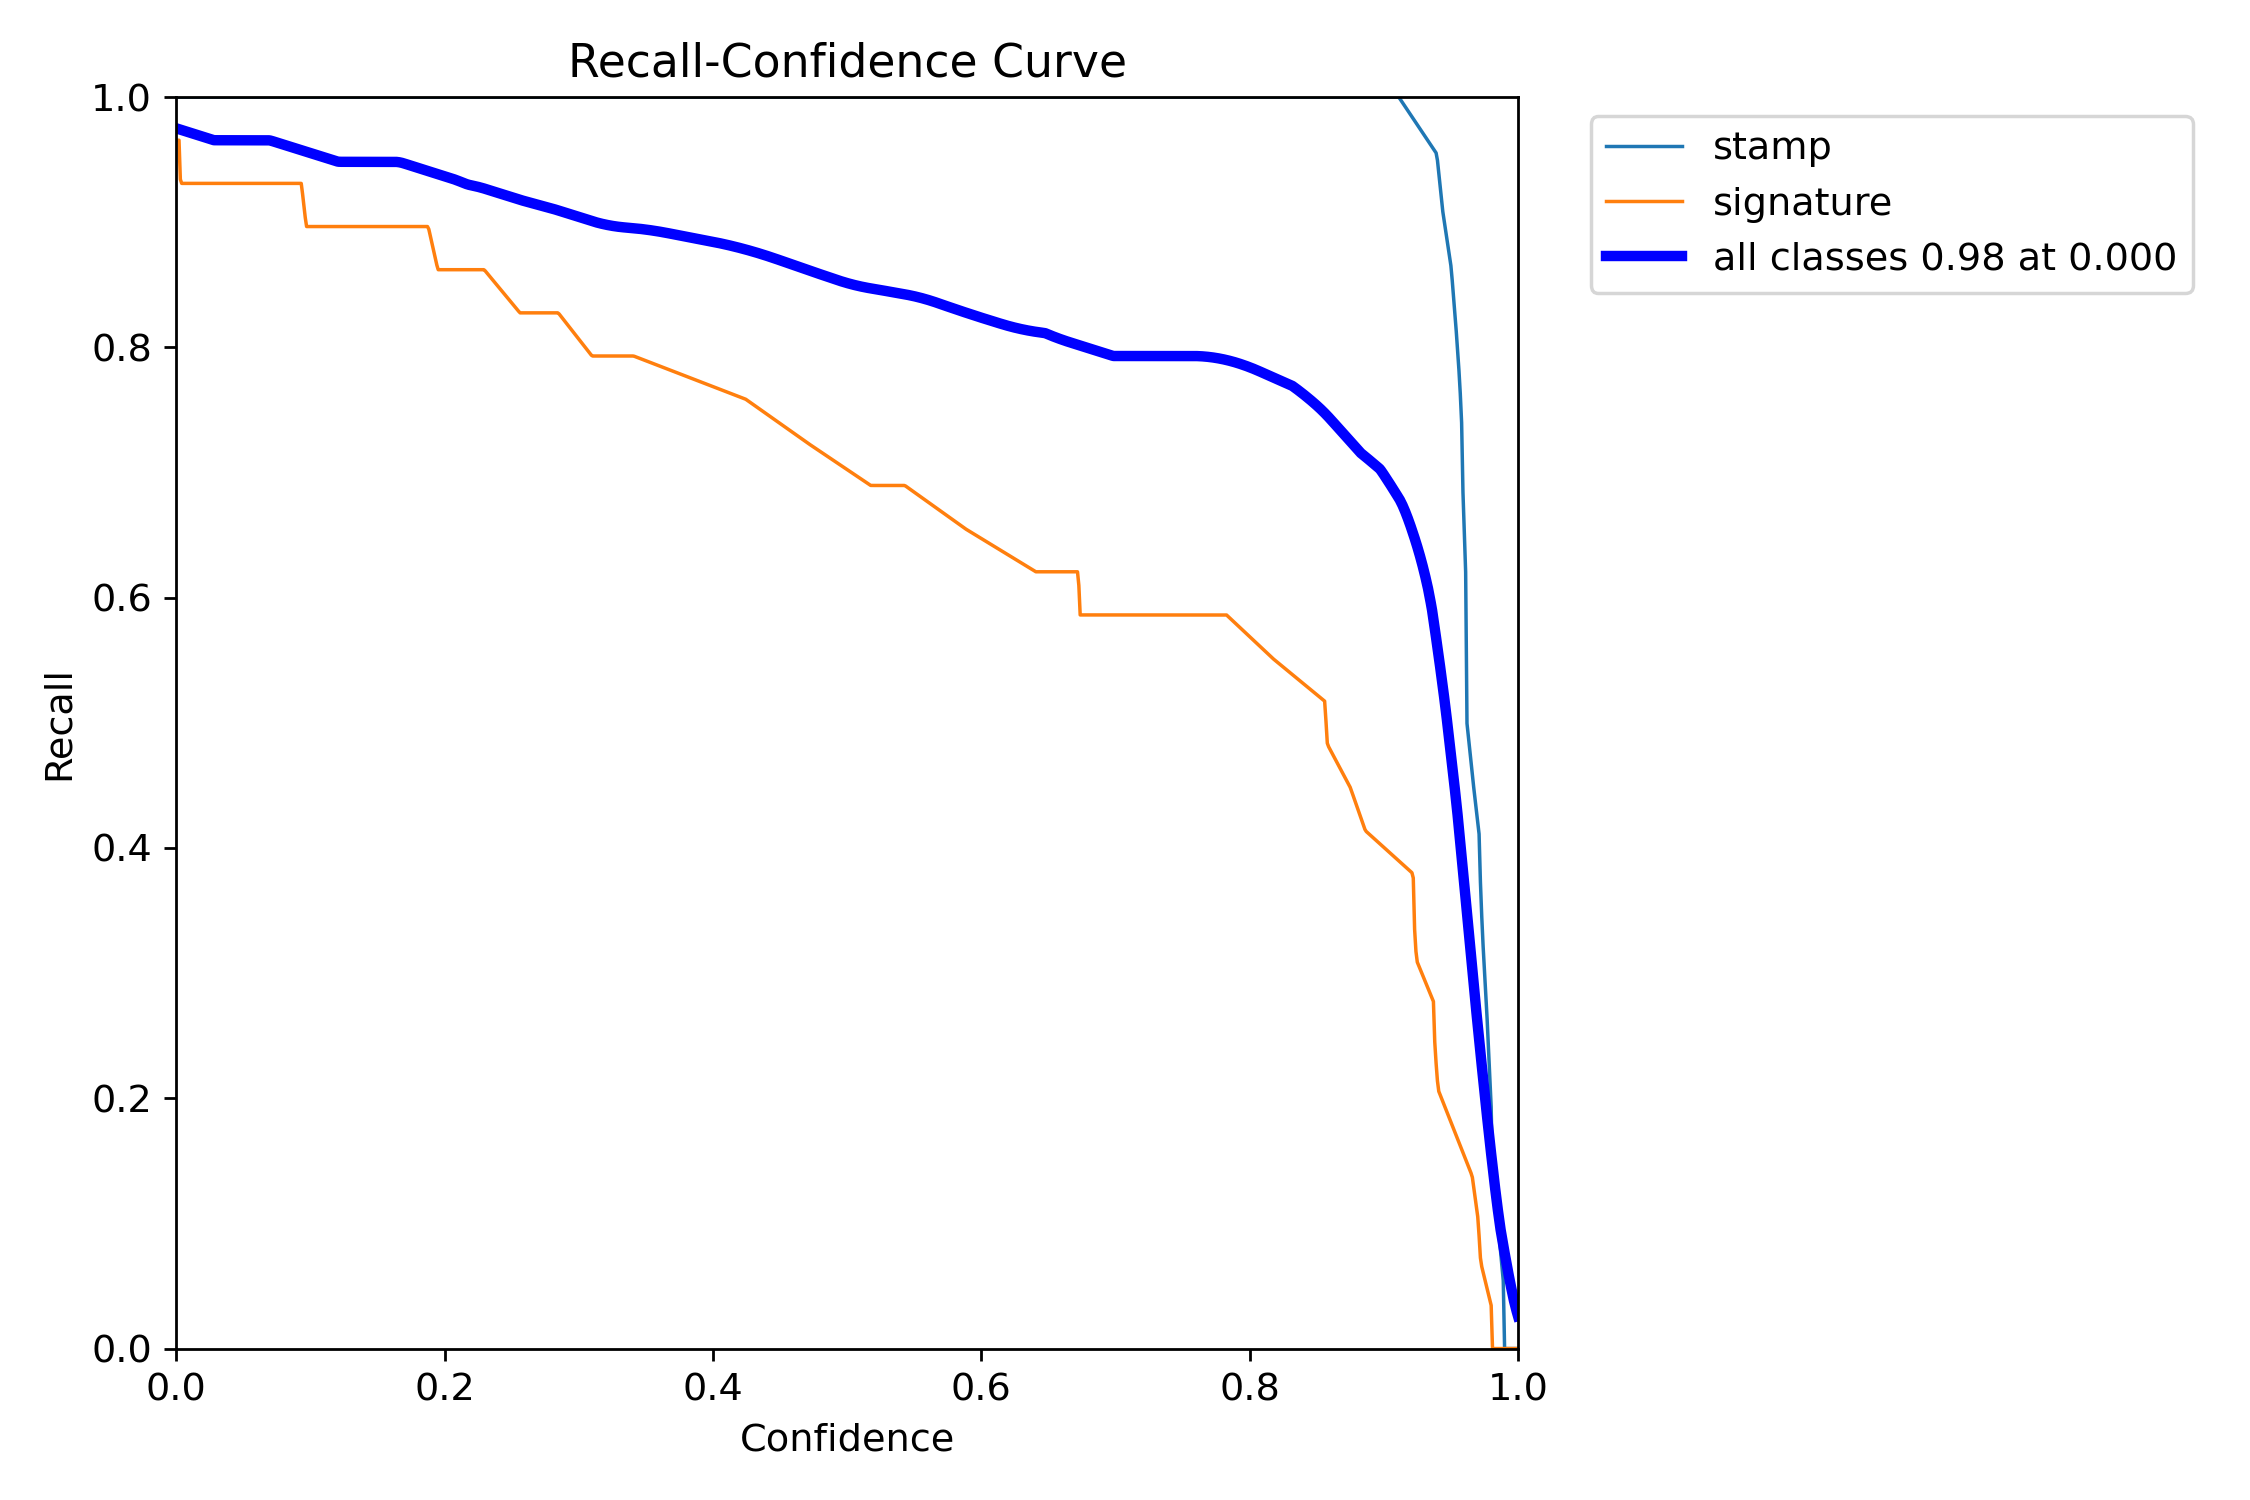 Recall-Confidence Curve
1.0
0.8
0.6
0.4
0.2
0.0
Recall
0.0 0.2 0.4 0.6 0.8 1.0
Confidence
stamp
signature
all classes 0.98 at 0.000